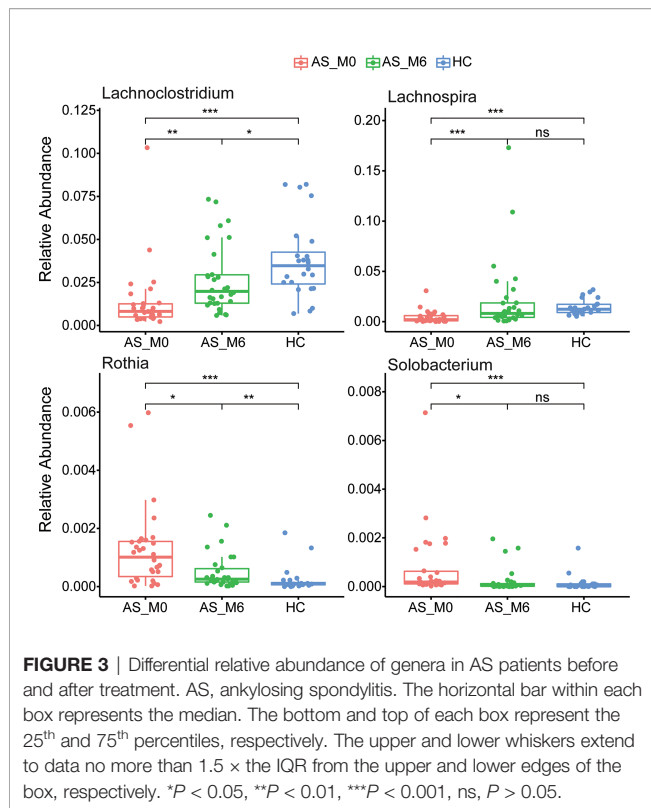 AS_M0 AS_M6 HC
Lachnoclostridium
Lachnospira
Relative Abundance
0.125
0.100
0.075
0.050
0.025
0.000
***
** *
AS_M0 AS_M6 HC
0.20
0.15
0.10
0.05
0.00
***
*** ns
AS_M0 AS_M6 HC
Rothia
Solobacterium
Relative Abundance
0.006
0.004
0.002
0.000
***
* **
AS_M0 AS_M6 HC
0.008
0.006
0.004
0.002
0.000
***
* ns
AS_M0 AS_M6 HC
FIGURE 3 | Differential relative abundance of genera in AS patients before
and after treatment. AS, ankylosing spondylitis. The horizontal bar within each
box represents the median. The bottom and top of each box represent the
25th and 75th percentiles, respectively. The upper and lower whiskers extend
to data no more than 1.5 × the IQR from the upper and lower edges of the
box, respectively. *P < 0.05, **P < 0.01, ***P < 0.001, ns, P > 0.05.